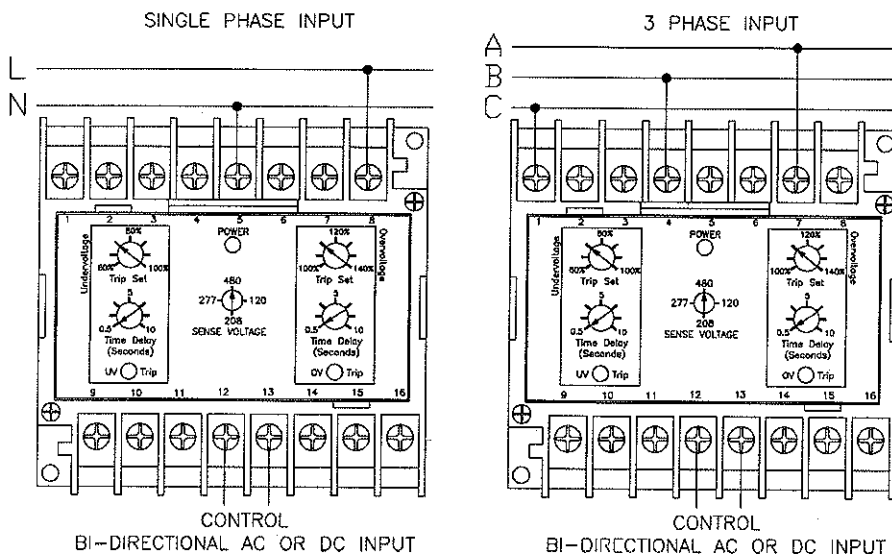 SINGLE PHASE INPUT
L
N
1 2 3 4 5 6 7 8
Undervoltage
80%
60% 100%
Trip Set
5
0.5 10
Time Delay
(Seconds)
UV Trip
POWER
480
277 120
208
SENSE VOLTAGE
Overvoltage
120%
100% 140%
Trip Set
5
0.5 10
Time Delay
(Seconds)
OV Trip
9 10 11 12 13 14 15 16
CONTROL
BI-DIRECTIONAL AC OR DC INPUT
3 PHASE INPUT
A
B
C
1 2 3 4 5 6 7 8
Undervoltage
80%
60% 100%
Trip Set
5
0.5 10
Time Delay
(Seconds)
UV Trip
POWER
480
277 120
208
SENSE VOLTAGE
Overvoltage
120%
100% 140%
Trip Set
5
0.5 10
Time Delay
(Seconds)
OV Trip
9 10 11 12 13 14 15 16
CONTROL
BI-DIRECTIONAL AC OR DC INPUT